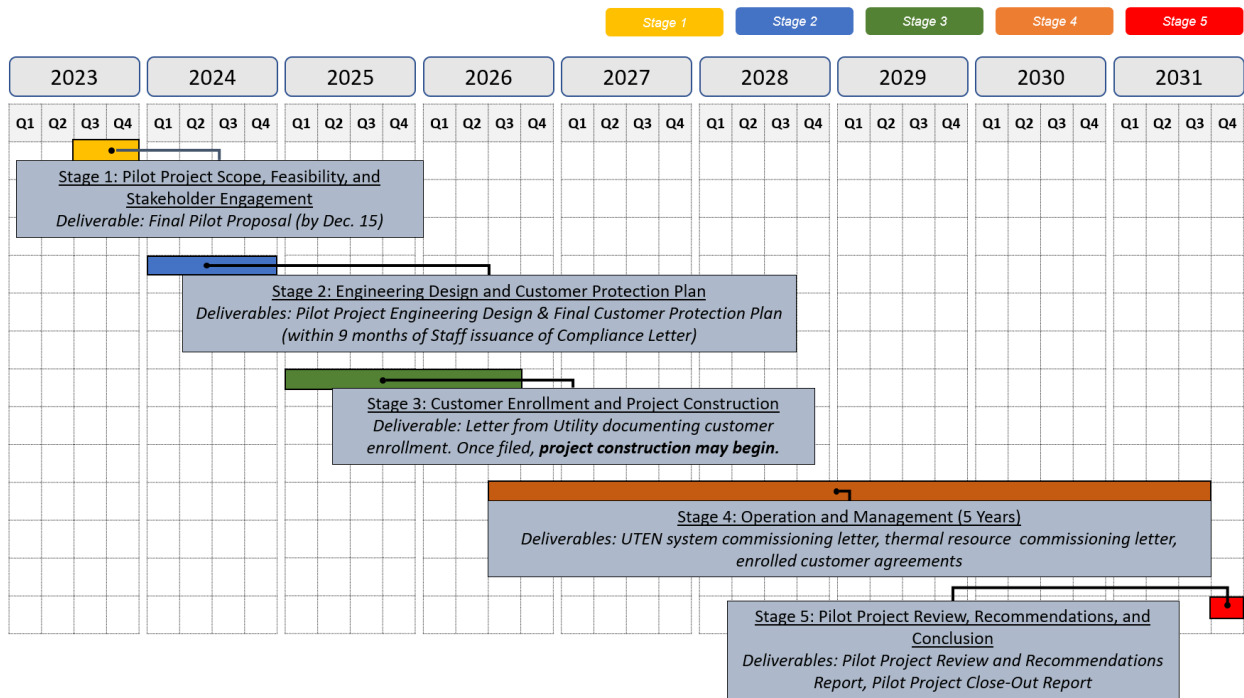 Stage 1 Stage 2 Stage 3 Stage 4 Stage 5
2023 2024 2025 2026 2027 2028 2029 2030 2031
Q1 Q2 Q3 Q4 Q1 Q2 Q3 Q4 Q1 Q2 Q3 Q4 Q1 Q2 Q3 Q4 Q1 Q2 Q3 Q4 Q1 Q2 Q3 Q4 Q1 Q2 Q3 Q4 Q1 Q2 Q3 Q4 Q1 Q2 Q3 Q4
Stage 1: Pilot Project Scope, Feasibility, and
Stakeholder Engagement
Deliverable: Final Pilot Proposal (by Dec. 15)
Stage 2: Engineering Design and Customer Protection Plan
Deliverables: Pilot Project Engineering Design & Final Customer Protection Plan
(within 9 months of Staff issuance of Compliance Letter)
Stage 3: Customer Enrollment and Project Construction
Deliverable: Letter from Utility documenting customer
enrollment. Once filed, project construction may begin.
Stage 4: Operation and Management (5 Years)
Deliverables: UTEN system commissioning letter, thermal resource commissioning letter,
enrolled customer agreements
Stage 5: Pilot Project Review, Recommendations, and
Conclusion
Deliverables: Pilot Project Review and Recommendations
Report, Pilot Project Close-Out Report